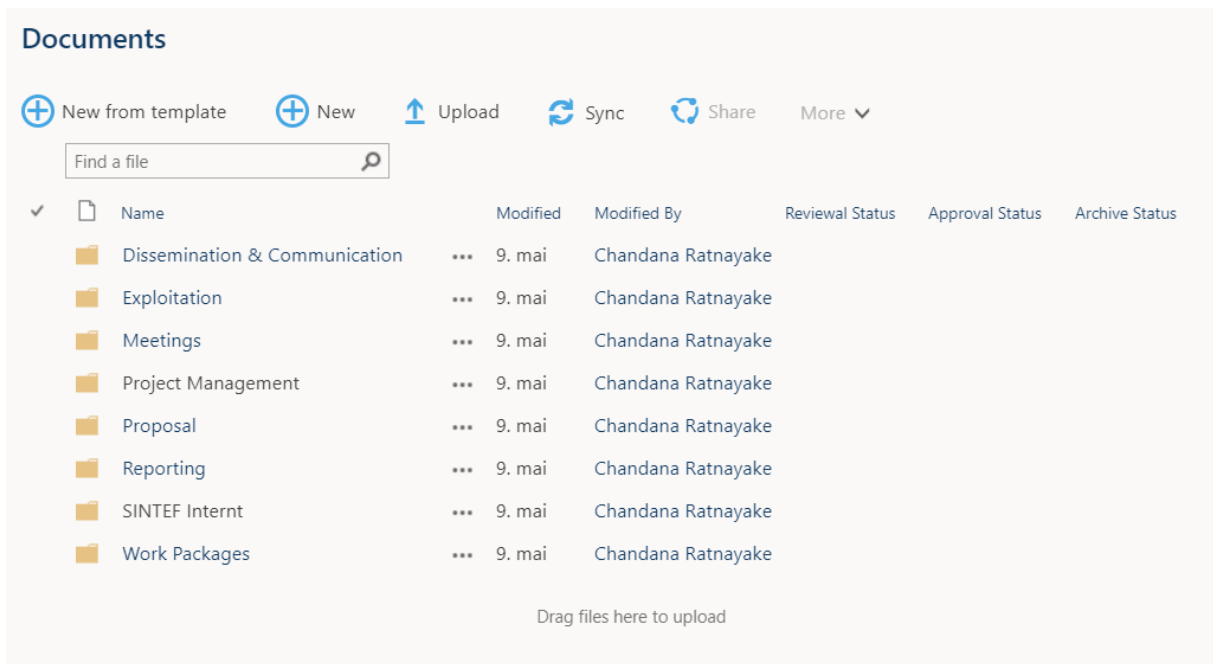 Documents
New from template New Upload Sync Share More
Find a file
Name Modified Modified By Reviewal Status Approval Status Archive Status
Dissemination & Communication ... 9. mai Chandana Ratnayake
Exploitation ... 9. mai Chandana Ratnayake
Meetings ... 9. mai Chandana Ratnayake
Project Management ... 9. mai Chandana Ratnayake
Proposal ... 9. mai Chandana Ratnayake
Reporting ... 9. mai Chandana Ratnayake
SINTEF Internt ... 9. mai Chandana Ratnayake
Work Packages ... 9. mai Chandana Ratnayake
Drag files here to upload